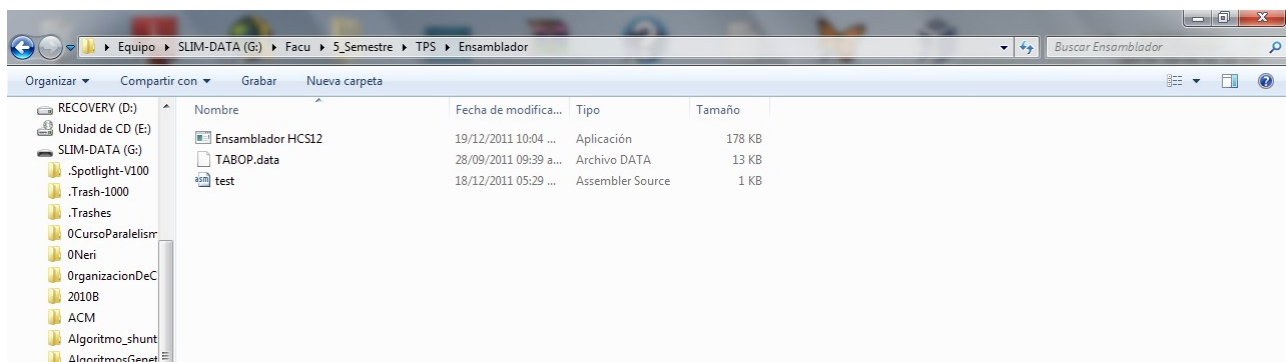 Equipo ▸ SLIM-DATA (G:) ▸ Facu ▸ 5_Semestre ▸ TPS ▸ Ensamblador
Buscar Ensamblador
Organizar Compartir con Grabar Nueva carpeta
RECOVERY (D:)
Unidad de CD (E:)
SLIM-DATA (G:)
.Spotlight-V100
.Trash-1000
.Trashes
0CursoParalelism
0Neri
0rganizacionDeC
2010B
ACM
Algoritmo_shunt
AlgoritmosGenet
Nombre Fecha de modifica... Tipo Tamaño
Ensamblador HCS12 19/12/2011 10:04 ... Aplicación 178 KB
TABOP.data 28/09/2011 09:39 a... Archivo DATA 13 KB
asm test 18/12/2011 05:29 ... Assembler Source 1 KB